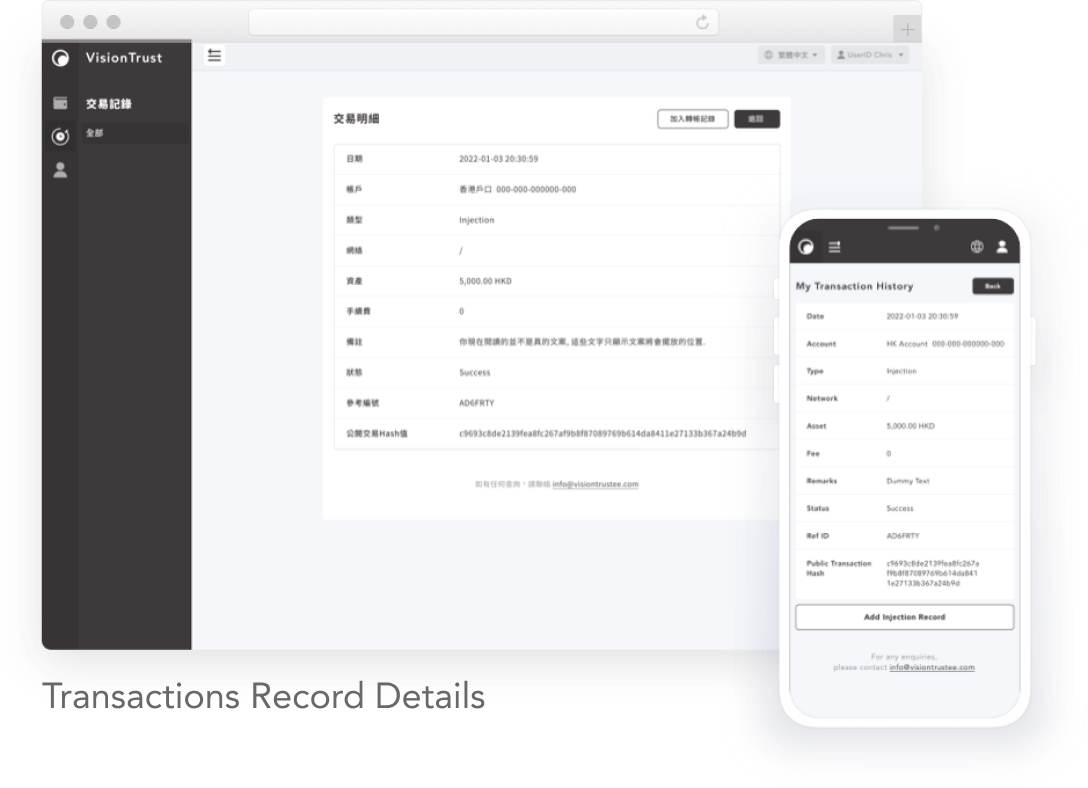 VisionTrust
繁體中文
UserID Chris
交易記錄
全部
交易明細
加入轉帳記錄
返回
日期 2022-01-03 20:30:59
帳戶 香港戶口 000-000-000000-000
類型 Injection
網絡 /
資產 5,000.00 HKD
手續費 0
備註 你現在閱讀的並不是真的文案, 這些文字只顯示文案將會擺放的位置.
狀態 Success
參考編號 AD6FRTY
公開交易Hash值 c9693c8de2139fea8fc267af9b8f87089769b614da8411e27133b367a24b9d
如有任何查詢，請聯絡 info@visiontrustee.com
My Transaction History
Back
Date 2022-01-03 20:30:59
Account HK Account 000-000-000000-000
Type Injection
Network /
Asset 5,000.00 HKD
Fee 0
Remarks Dummy Text
Status Success
Ref ID AD6FRTY
Public Transaction c9693c8de2139fea8fc267a
Hash f9b8f87089769b614da841
1e27133b367a24b9d
Add Injection Record
For any enquiries,
please contact info@visiontrustee.com
Transactions Record Details